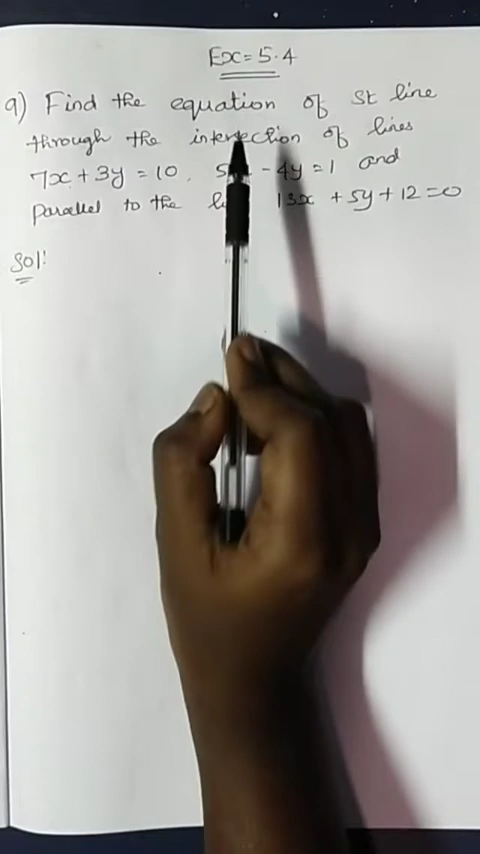 Ex = 5.4
9) Find the equation of St line
through the intersection of lines
7x + 3y = 10, - 4y = 1 and
Parallel to the 13x + 5y + 12 = 0
Sol: